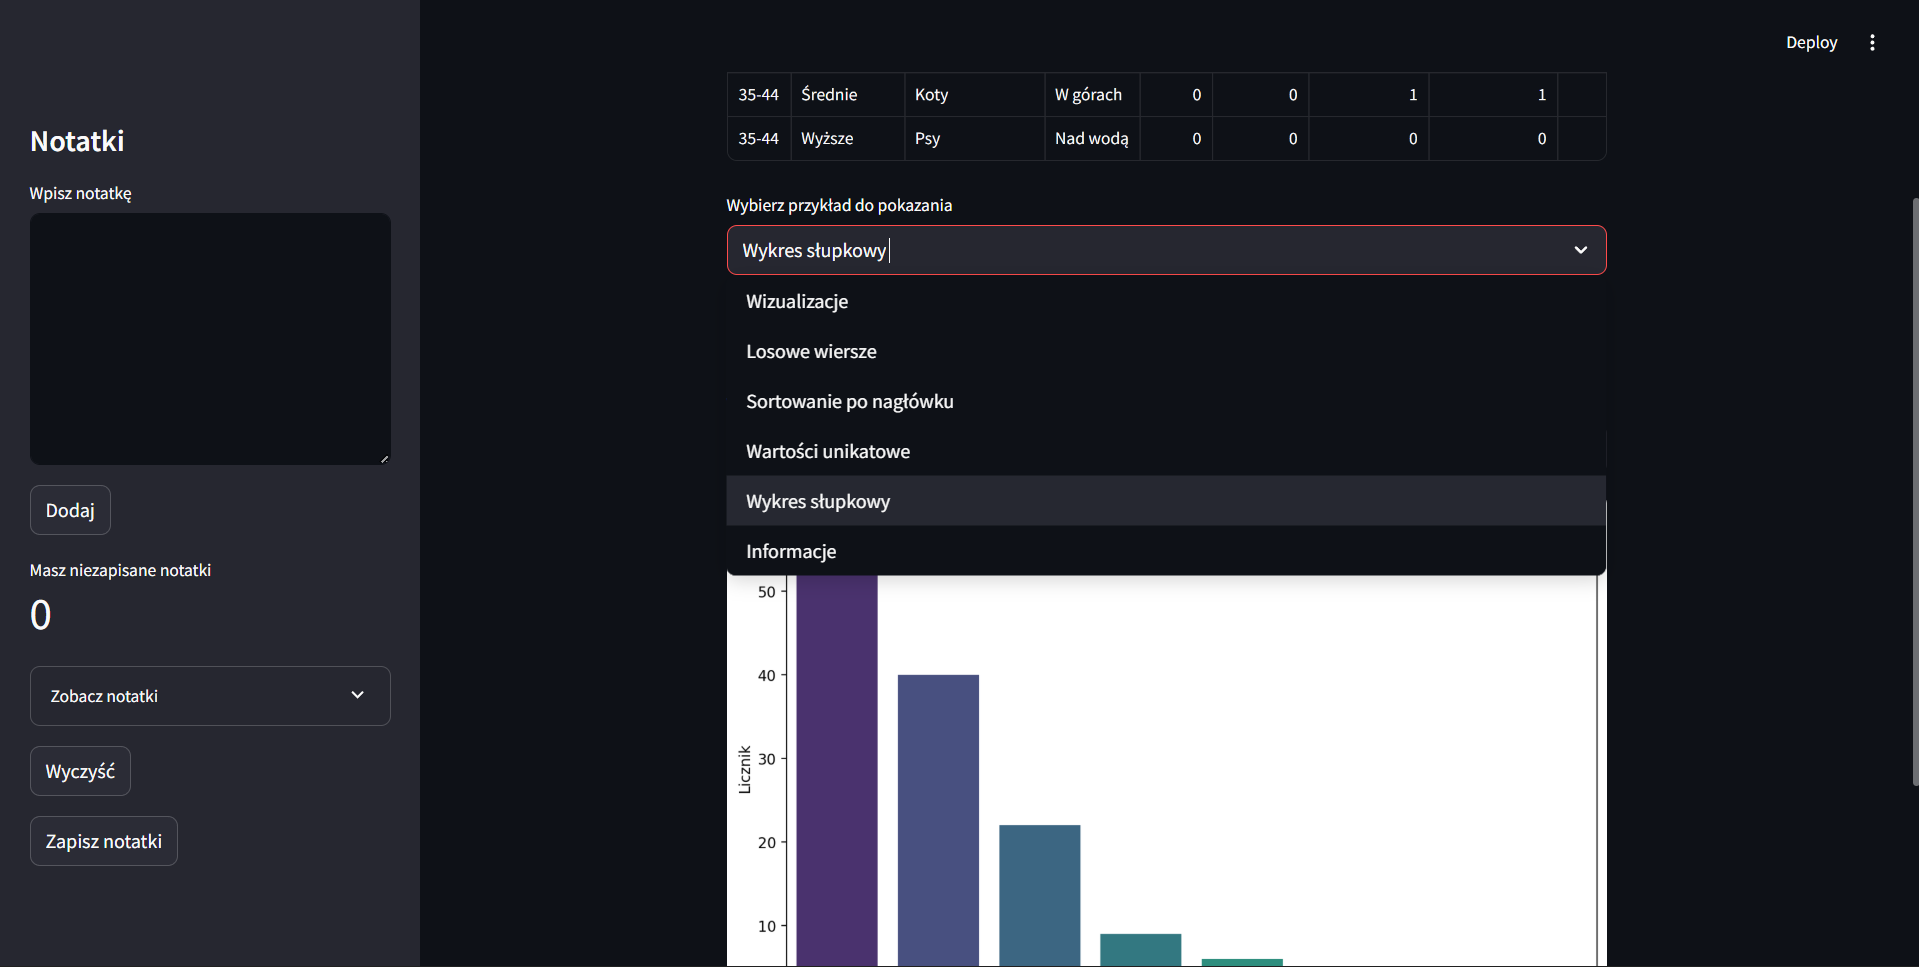 Deploy
Notatki
Wpisz notatkę
Dodaj
Masz niezapisane notatki
0
Zobacz notatki
Wyczyść
Zapisz notatki
35-44 Średnie Koty W górach 0 0 1 1
35-44 Wyższe Psy Nad wodą 0 0 0 0
Wybierz przykład do pokazania
Wykres słupkowy
Wizualizacje
Losowe wiersze
Sortowanie po nagłówku
Wartości unikatowe
Wykres słupkowy
Informacje
50
40
30
20
10
Licznik